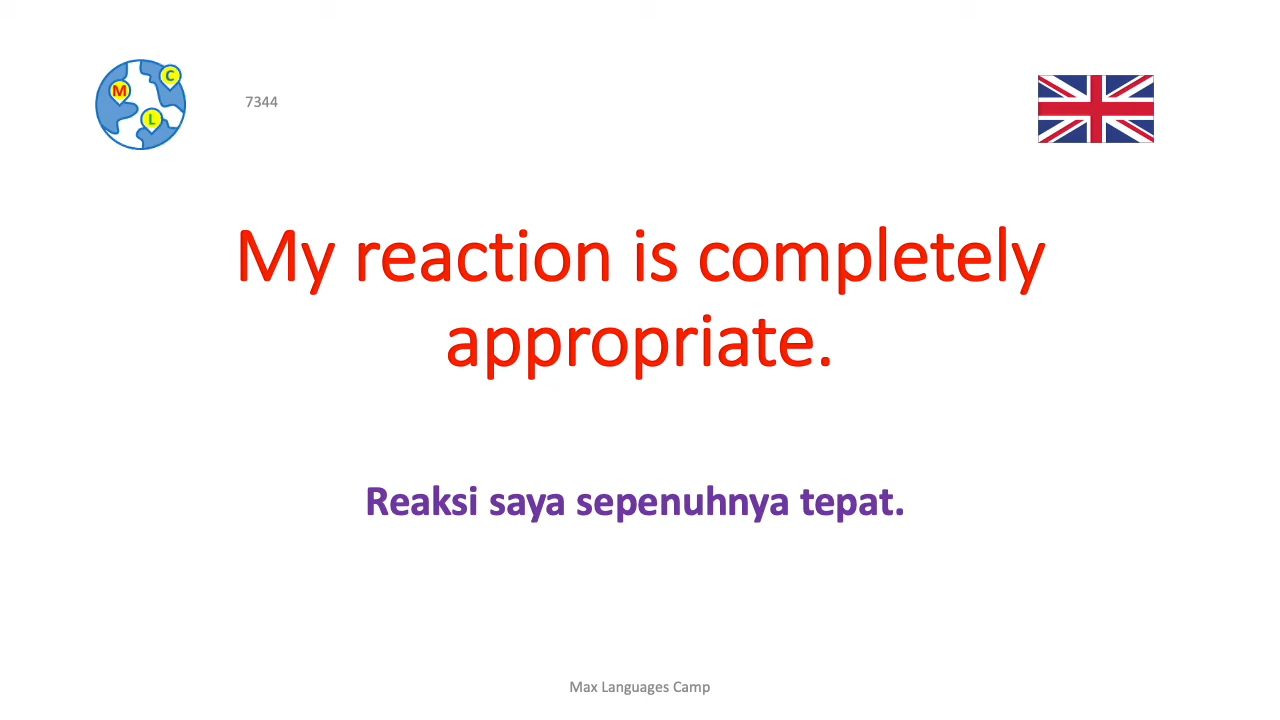 C
M
L
7344
My reaction is completely
appropriate.
Reaksi saya sepenuhnya tepat.
Max Languages Camp